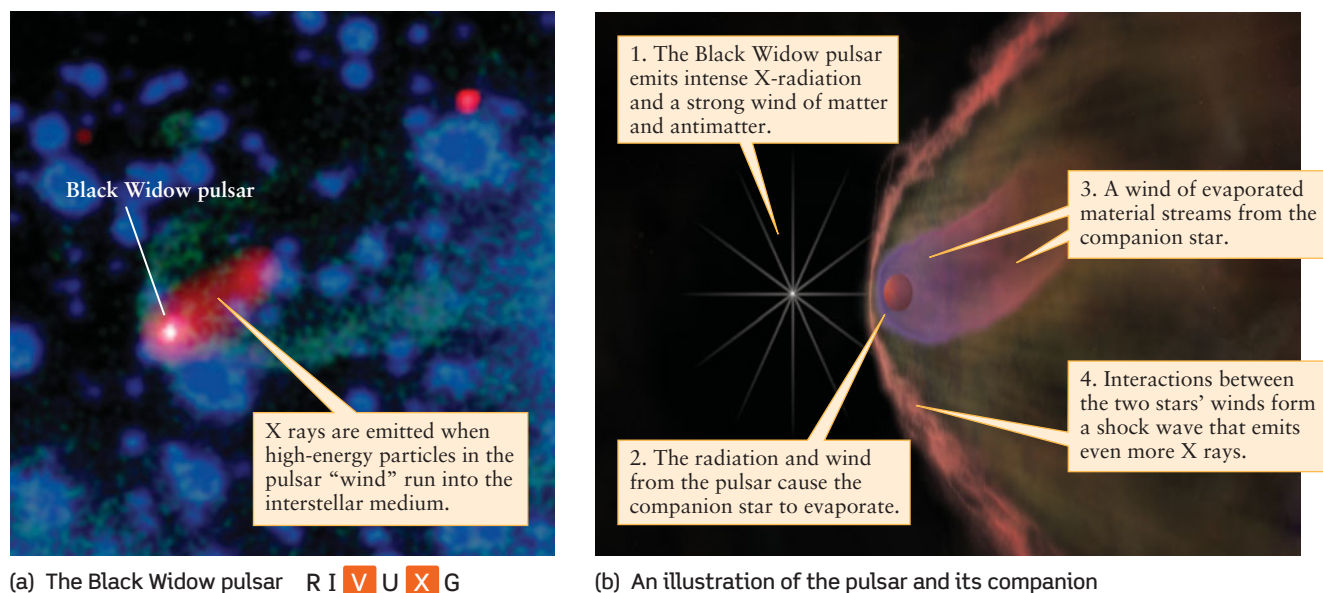 Black Widow pulsar
X rays are emitted when
high-energy particles in the
pulsar “wind” run into the
interstellar medium.
(a) The Black Widow pulsar R I V U X G
1. The Black Widow pulsar
emits intense X-radiation
and a strong wind of matter
and antimatter.
2. The radiation and wind
from the pulsar cause the
companion star to evaporate.
3. A wind of evaporated
material streams from the
companion star.
4. Interactions between
the two stars’ winds form
a shock wave that emits
even more X rays.
(b) An illustration of the pulsar and its companion